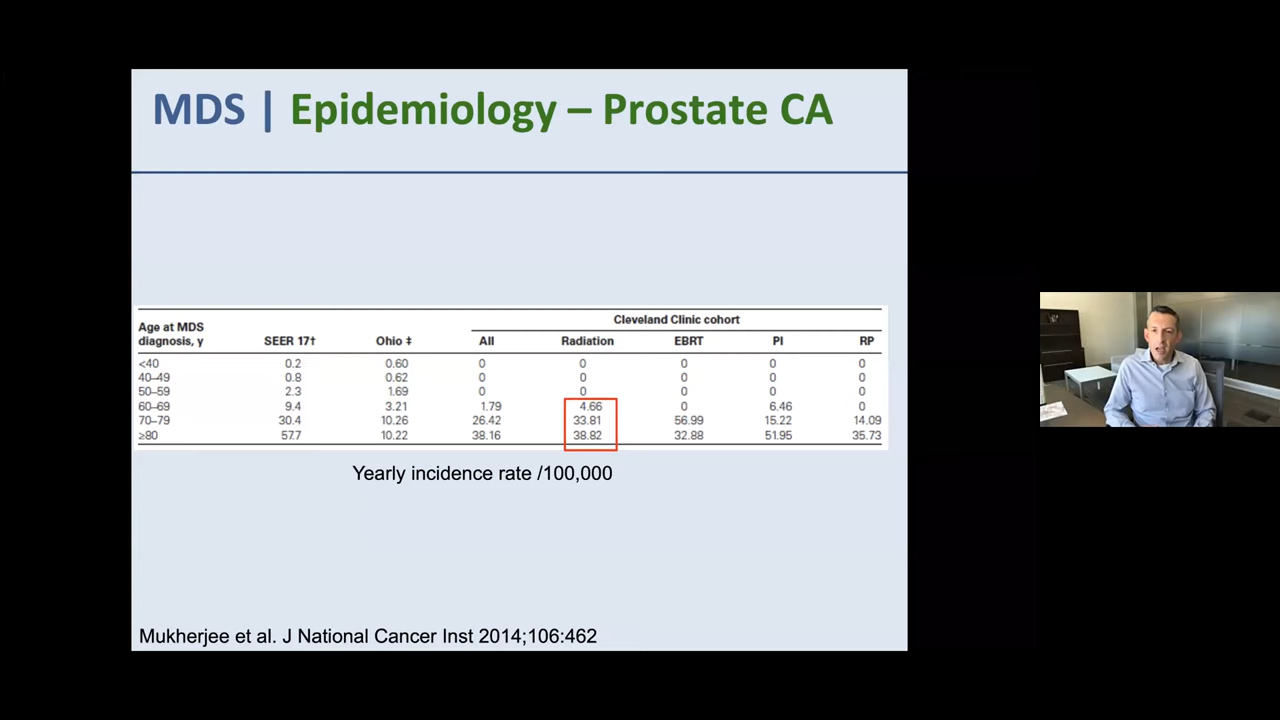 MDS | Epidemiology – Prostate CA
Cleveland Clinic cohort
Age at MDS
diagnosis, y SEER 17† Ohio ‡ All Radiation EBRT PI RP
<40 0.2 0.60 0 0 0 0 0
40–49 0.8 0.62 0 0 0 0 0
50–59 2.3 1.69 0 0 0 0 0
60–69 9.4 3.21 1.79 4.66 0 6.46 0
70–79 30.4 10.26 26.42 33.81 56.99 15.22 14.09
≥80 57.7 10.22 38.16 38.82 32.88 51.95 35.73
Yearly incidence rate /100,000
Mukherjee et al. J National Cancer Inst 2014;106:462